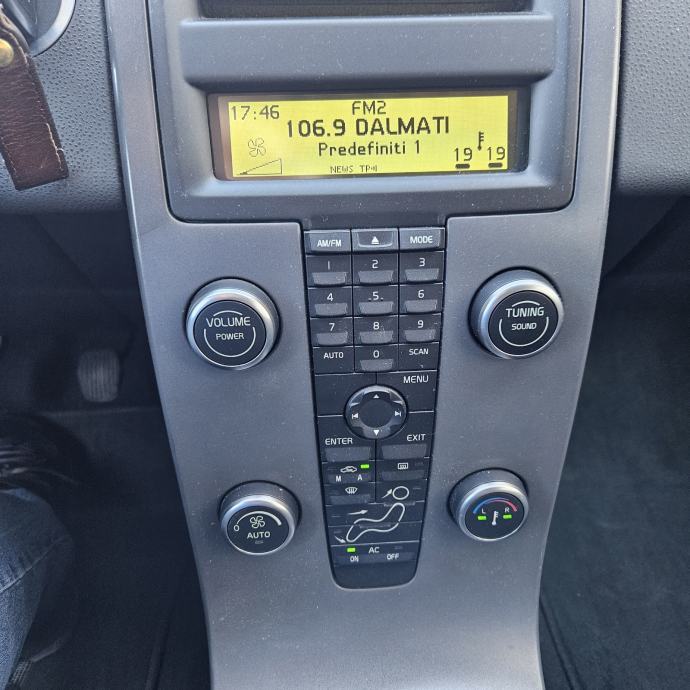 17:46
FM2
106.9 DALMATI
Predefiniti 1
19 19
NEWS TP
AM/FM MODE
1 2 3
4 5 6
7 8 9
AUTO 0 SCAN
VOLUME
POWER
TUNING
SOUND
MENU
ENTER EXIT
M A
0
AUTO
L R
AC
ON OFF